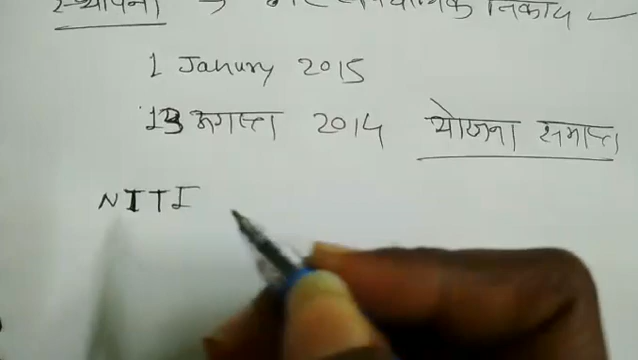 स्थापना → गैर संवैधानिक निकाय
1 Janury 2015
13 अगस्त 2014 योजना समाप्त
NITI